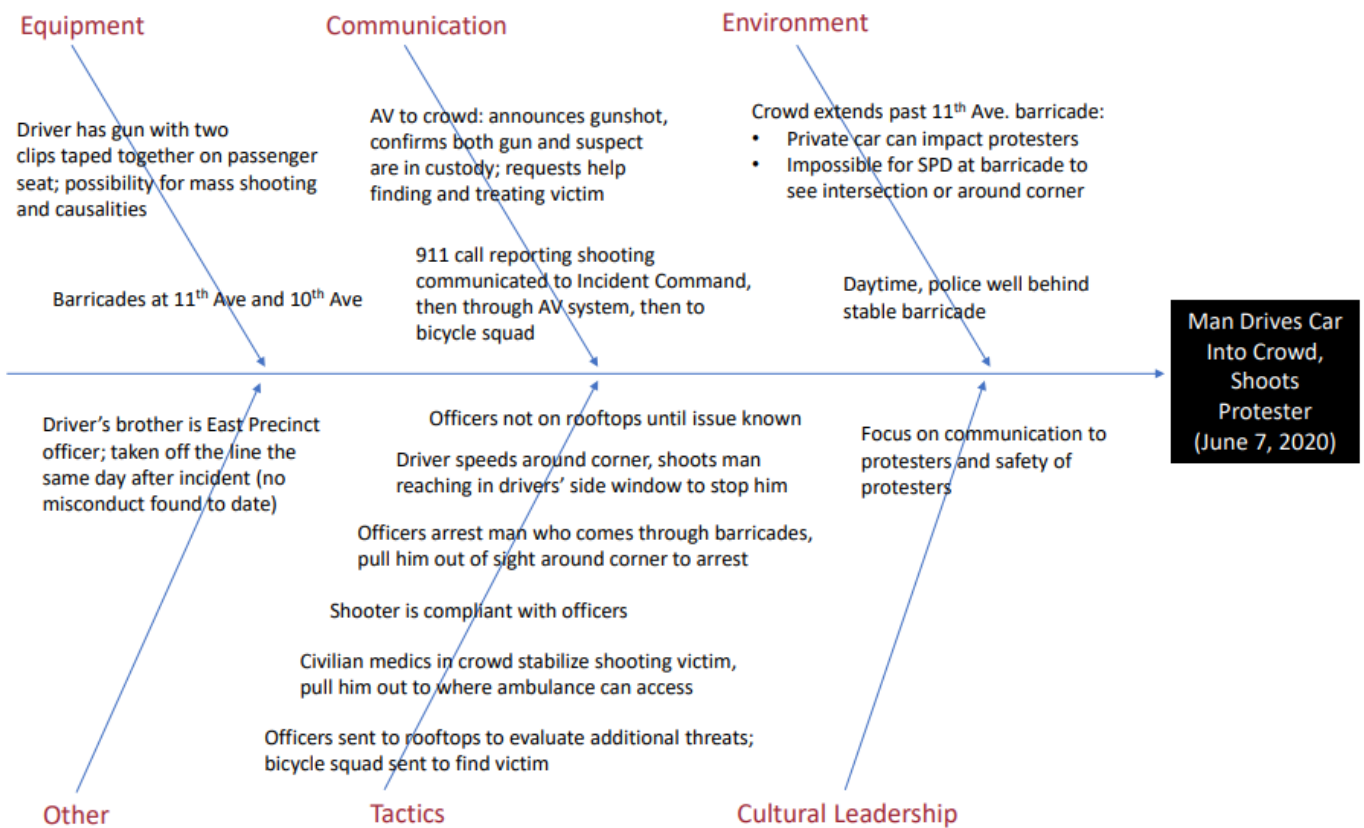 Equipment
Communication
Environment
Driver has gun with two
clips taped together on passenger
seat; possibility for mass shooting
and causalities
Barricades at 11th Ave and 10th Ave
AV to crowd: announces gunshot,
confirms both gun and suspect
are in custody; requests help
finding and treating victim
911 call reporting shooting
communicated to Incident Command,
then through AV system, then to
bicycle squad
Crowd extends past 11th Ave. barricade:
• Private car can impact protesters
• Impossible for SPD at barricade to
see intersection or around corner
Daytime, police well behind
stable barricade
Man Drives Car
Into Crowd,
Shoots
Protester
(June 7, 2020)
Driver's brother is East Precinct
officer; taken off the line the
same day after incident (no
misconduct found to date)
Officers not on rooftops until issue known
Driver speeds around corner, shoots man
reaching in drivers' side window to stop him
Officers arrest man who comes through barricades,
pull him out of sight around corner to arrest
Shooter is compliant with officers
Civilian medics in crowd stabilize shooting victim,
pull him out to where ambulance can access
Officers sent to rooftops to evaluate additional threats;
bicycle squad sent to find victim
Focus on communication to
protesters and safety of
protesters
Other
Tactics
Cultural Leadership